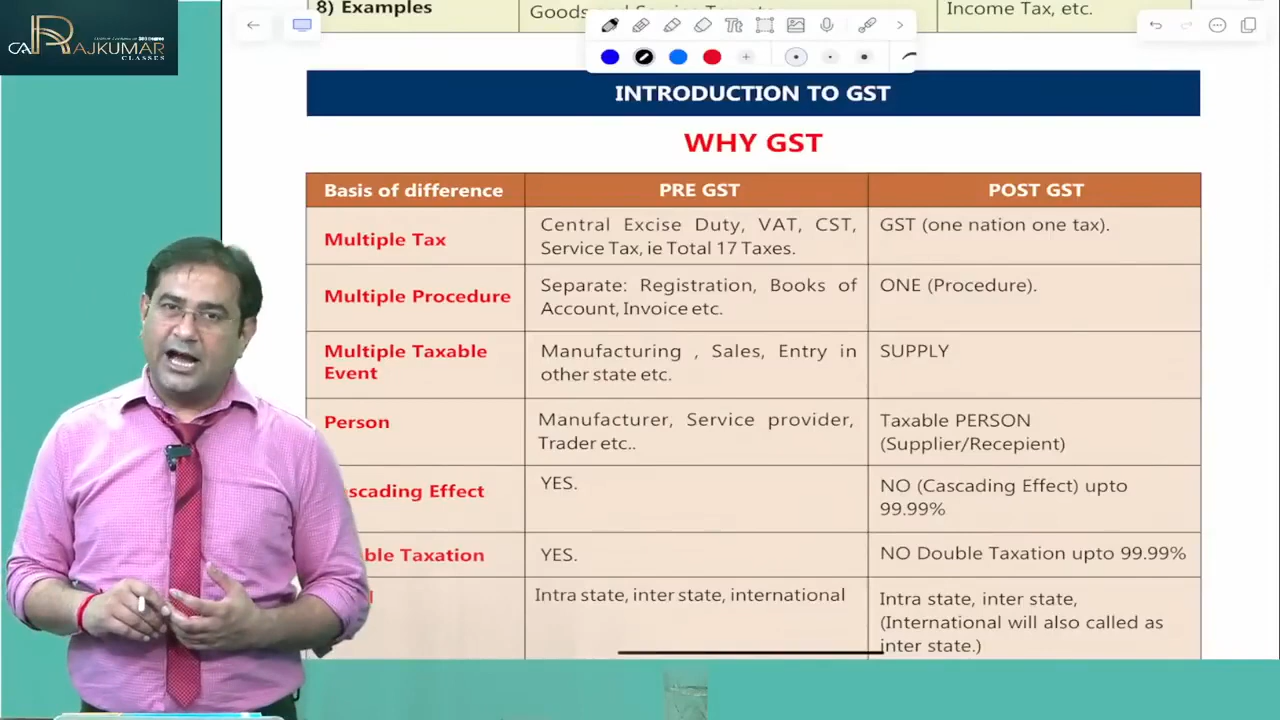 CA RAJKUMAR
CLASSES
8) Examples
Income Tax, etc.
INTRODUCTION TO GST
WHY GST
Basis of difference PRE GST POST GST
Multiple Tax
Central Excise Duty, VAT, CST,
Service Tax, ie Total 17 Taxes.
GST (one nation one tax).
Multiple Procedure
Separate: Registration, Books of
Account, Invoice etc.
ONE (Procedure).
Multiple Taxable
Event
Manufacturing , Sales, Entry in
other state etc.
SUPPLY
Person
Manufacturer, Service provider,
Trader etc..
Taxable PERSON
(Supplier/Recepient)
ascading Effect
YES.
NO (Cascading Effect) upto
99.99%
ble Taxation
YES.
NO Double Taxation upto 99.99%
Intra state, inter state, international
Intra state, inter state,
(International will also called as
inter state.)